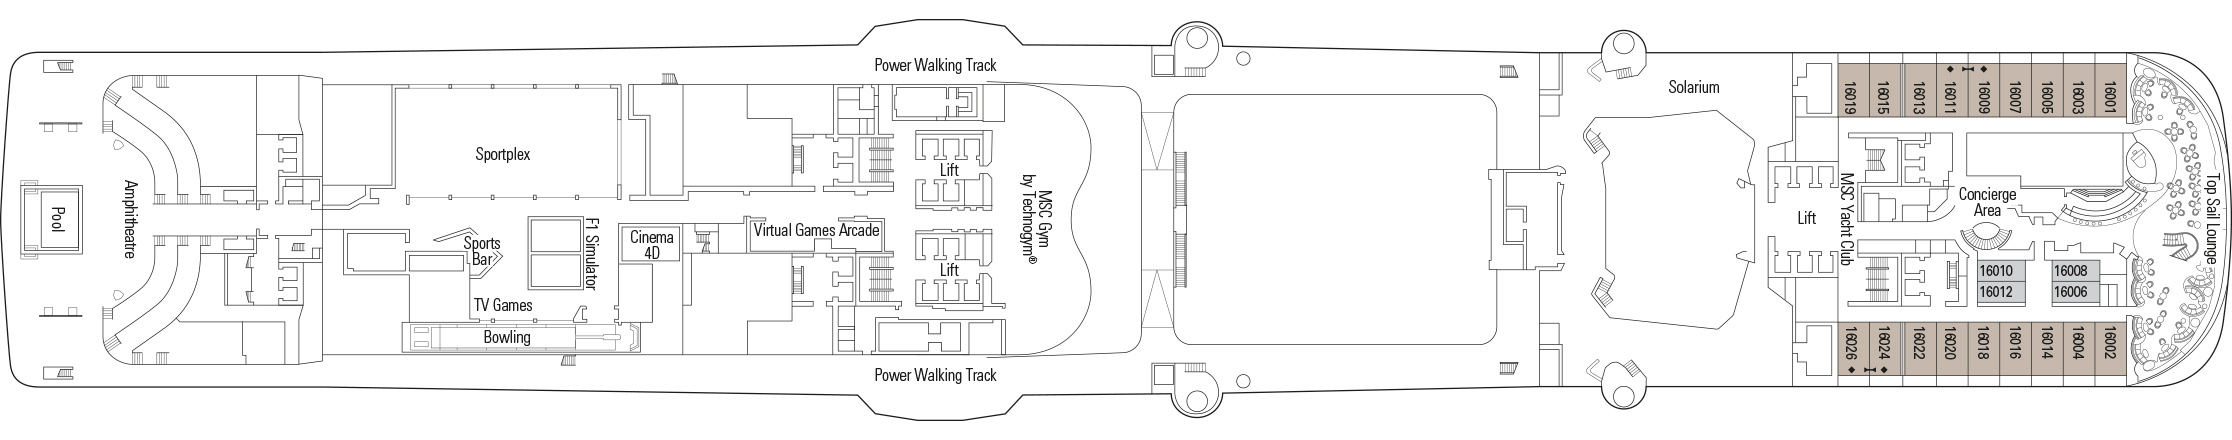 Pool
Amphitheatre
Sportplex
Sports
Bar
F1 Simulator
TV Games
Bowling
Cinema
4D
Virtual Games Arcade
Power Walking Track
Lift
Lift
MSC Gym
by Technogym®
Power Walking Track
Solarium
Lift
MSC Yacht Club
16019
16015
16013
16011
16009
16007
16005
16003
16001
Concierge
Area
16010
16012
16008
16006
16026
16024
16022
16020
16018
16016
16014
16004
16002
Top Sail Lounge